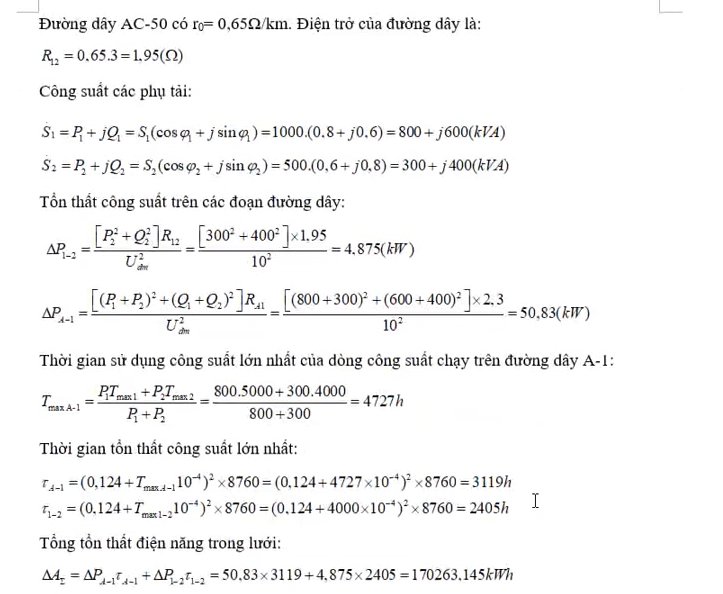 Đường dây AC-50 có r₀= 0,65Ω/km. Điện trở của đường dây là:
R₁₂ = 0,65.3 = 1,95(Ω)
Công suất các phụ tải:
Ṡ₁ = P₁ + jQ₁ = S₁(cosφ₁ + j sinφ₁) = 1000.(0,8 + j0,6) = 800 + j600(kVA)
Ṡ₂ = P₂ + jQ₂ = S₂(cosφ₂ + j sinφ₂) = 500.(0,6 + j0,8) = 300 + j400(kVA)
Tổn thất công suất trên các đoạn đường dây:
ΔP₁₋₂ = [P₂² + Q₂²]R₁₂ / U²đm = [300² + 400²]×1,95 / 10² = 4,875(kW)
ΔP_A-1 = [(P₁ + P₂)² + (Q₁ + Q₂)²]R_A1 / U²đm = [(800 + 300)² + (600 + 400)²]×2,3 / 10² = 50,83(kW)
Thời gian sử dụng công suất lớn nhất của dòng công suất chạy trên đường dây A-1:
T_max A-1 = P₁T_max1 + P₂T_max2 / P₁ + P₂ = 800.5000 + 300.4000 / 800 + 300 = 4727h
Thời gian tổn thất công suất lớn nhất:
τ_A-1 = (0,124 + T_max A-1 10⁻⁴)² × 8760 = (0,124 + 4727×10⁻⁴)² × 8760 = 3119h
τ₁₋₂ = (0,124 + T_max 1-2 10⁻⁴)² × 8760 = (0,124 + 4000×10⁻⁴)² × 8760 = 2405h
Tổng tổn thất điện năng trong lưới:
ΔA_Σ = ΔP_A-1 τ_A-1 + ΔP₁₋₂ τ₁₋₂ = 50,83×3119 + 4,875×2405 = 170263,145kWh